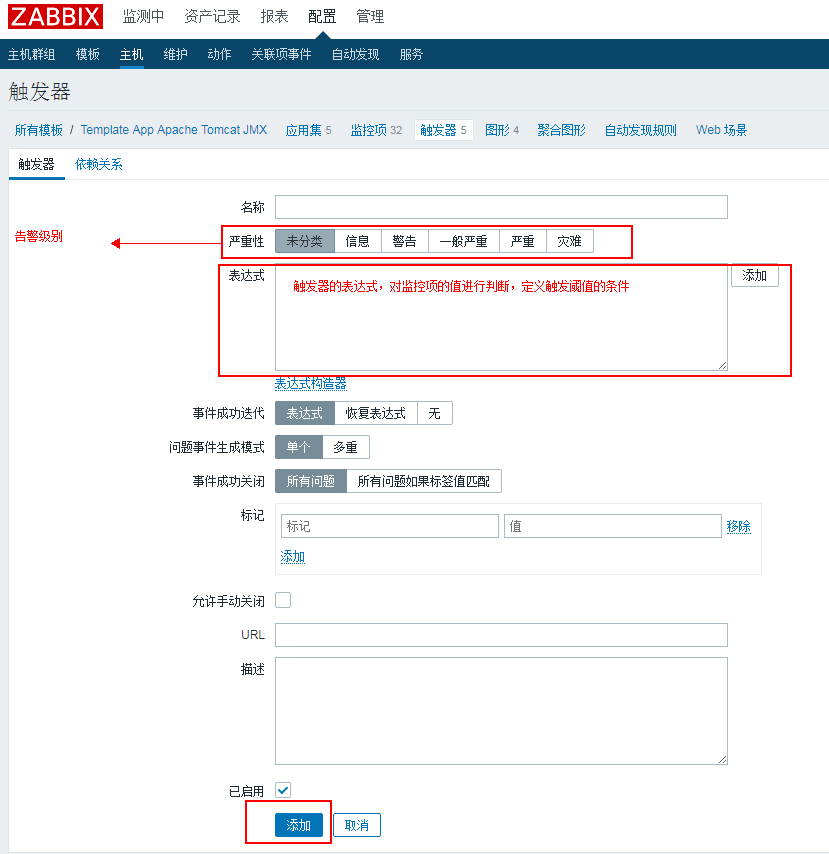 ZABBIX 监测中 资产记录 报表 配置 管理
主机群组 模板 主机 维护 动作 关联项事件 自动发现 服务
触发器
所有模板 / Template App Apache Tomcat JMX 应用集 5 监控项 32 触发器 5 图形 4 聚合图形 自动发现规则 Web 场景
触发器 依赖关系
名称
告警级别
严重性 未分类 信息 警告 一般严重 严重 灾难
表达式 添加
触发器的表达式，对监控项的值进行判断，定义触发阈值的条件
表达式构造器
事件成功迭代 表达式 恢复表达式 无
问题事件生成模式 单个 多重
事件成功关闭 所有问题 所有问题如果标签值匹配
标记 标记 值 移除
添加
允许手动关闭
URL
描述
已启用
添加 取消